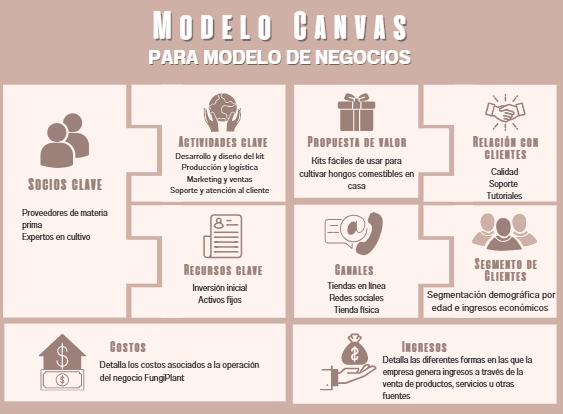 MODELO CANVAS
PARA MODELO DE NEGOCIOS
SOCIOS CLAVE
Proveedores de materia
prima
Expertos en cultivo
ACTIVIDADES CLAVE
Desarrollo y diseño del kit
Producción y logística
Marketing y ventas
Soporte y atención al cliente
RECURSOS CLAVE
Inversión inicial
Activos fijos
PROPUESTA DE VALOR
Kits fáciles de usar para
cultivar hongos comestibles en
casa
CANALES
Tiendas en línea
Redes sociales
Tienda física
RELACIÓN CON
CLIENTES
Calidad
Soporte
Tutoriales
SEGMENTO DE
CLIENTES
Segmentación demográfica por
edad e ingresos económicos
COSTOS
Detalla los costos asociados a la operación
del negocio FungiPlant
INGRESOS
Detalla las diferentes formas en las que la
empresa genera ingresos a través de la
venta de productos, servicios u otras
fuentes